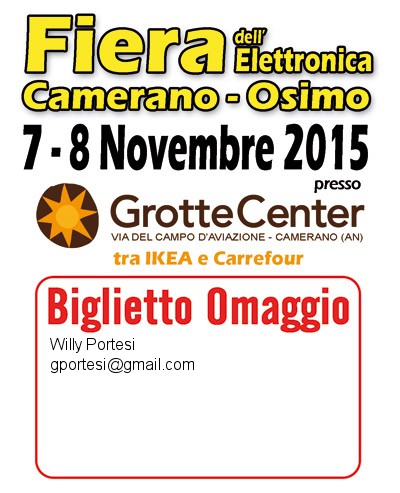 Fiera dell'
Elettronica
Camerano - Osimo
7 - 8 Novembre 2015
presso
GrotteCenter
VIA DEL CAMPO D'AVIAZIONE - CAMERANO (AN)
tra IKEA e Carrefour
Biglietto Omaggio
Willy Portesi
gportesi@gmail.com